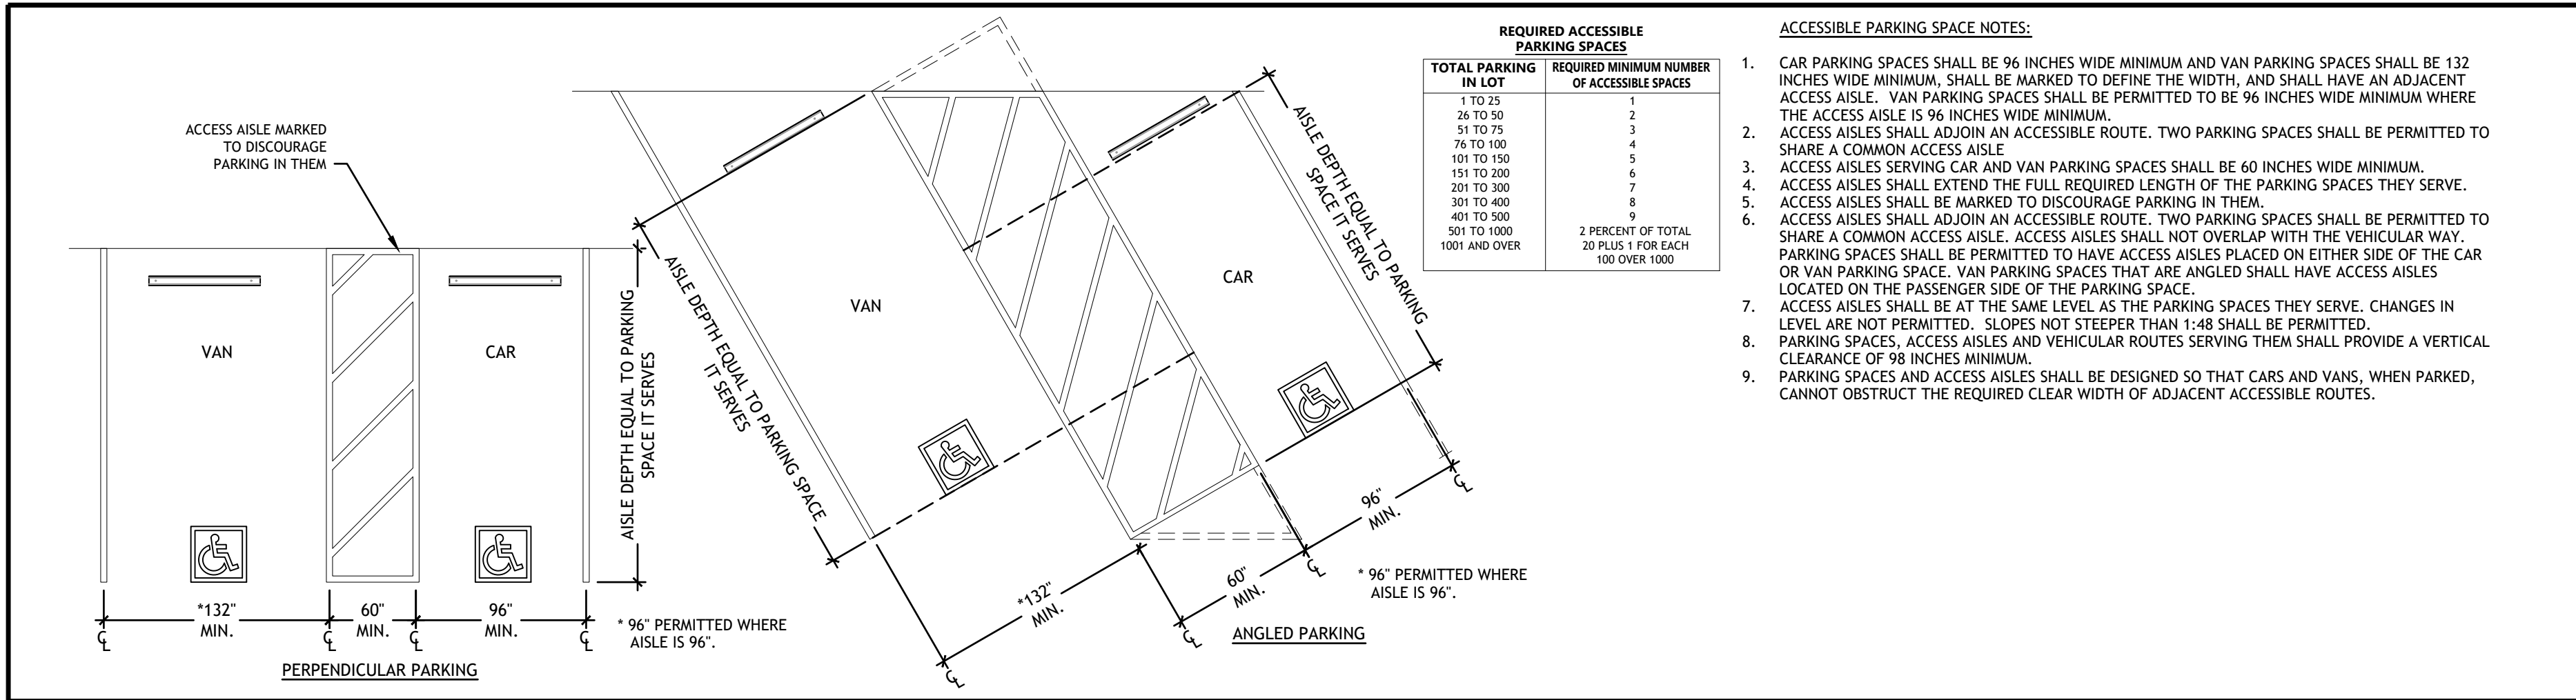 ACCESS AISLE MARKED
TO DISCOURAGE
PARKING IN THEM
VAN
CAR
AISLE DEPTH EQUAL TO PARKING
SPACE IT SERVES
*132"
MIN.
60"
MIN.
96"
MIN.
℄
℄
℄
℄
* 96" PERMITTED WHERE
AISLE IS 96".
PERPENDICULAR PARKING
AISLE DEPTH EQUAL TO PARKING SPACE
IT SERVES
VAN
CAR
AISLE DEPTH EQUAL TO PARKING
SPACE IT SERVES
*132"
MIN.
60"
MIN.
96"
MIN.
℄
℄
℄
℄
* 96" PERMITTED WHERE
AISLE IS 96".
ANGLED PARKING
REQUIRED ACCESSIBLE
PARKING SPACES
TOTAL PARKING IN LOT REQUIRED MINIMUM NUMBER OF ACCESSIBLE SPACES
1 TO 25 1
26 TO 50 2
51 TO 75 3
76 TO 100 4
101 TO 150 5
151 TO 200 6
201 TO 300 7
301 TO 400 8
401 TO 500 9
501 TO 1000 2 PERCENT OF TOTAL
1001 AND OVER 20 PLUS 1 FOR EACH
100 OVER 1000
ACCESSIBLE PARKING SPACE NOTES:
1. CAR PARKING SPACES SHALL BE 96 INCHES WIDE MINIMUM AND VAN PARKING SPACES SHALL BE 132
INCHES WIDE MINIMUM, SHALL BE MARKED TO DEFINE THE WIDTH, AND SHALL HAVE AN ADJACENT
ACCESS AISLE. VAN PARKING SPACES SHALL BE PERMITTED TO BE 96 INCHES WIDE MINIMUM WHERE
THE ACCESS AISLE IS 96 INCHES WIDE MINIMUM.
2. ACCESS AISLES SHALL ADJOIN AN ACCESSIBLE ROUTE. TWO PARKING SPACES SHALL BE PERMITTED TO
SHARE A COMMON ACCESS AISLE
3. ACCESS AISLES SERVING CAR AND VAN PARKING SPACES SHALL BE 60 INCHES WIDE MINIMUM.
4. ACCESS AISLES SHALL EXTEND THE FULL REQUIRED LENGTH OF THE PARKING SPACES THEY SERVE.
5. ACCESS AISLES SHALL BE MARKED TO DISCOURAGE PARKING IN THEM.
6. ACCESS AISLES SHALL ADJOIN AN ACCESSIBLE ROUTE. TWO PARKING SPACES SHALL BE PERMITTED TO
SHARE A COMMON ACCESS AISLE. ACCESS AISLES SHALL NOT OVERLAP WITH THE VEHICULAR WAY.
PARKING SPACES SHALL BE PERMITTED TO HAVE ACCESS AISLES PLACED ON EITHER SIDE OF THE CAR
OR VAN PARKING SPACE. VAN PARKING SPACES THAT ARE ANGLED SHALL HAVE ACCESS AISLES
LOCATED ON THE PASSENGER SIDE OF THE PARKING SPACE.
7. ACCESS AISLES SHALL BE AT THE SAME LEVEL AS THE PARKING SPACES THEY SERVE. CHANGES IN
LEVEL ARE NOT PERMITTED. SLOPES NOT STEEPER THAN 1:48 SHALL BE PERMITTED.
8. PARKING SPACES, ACCESS AISLES AND VEHICULAR ROUTES SERVING THEM SHALL PROVIDE A VERTICAL
CLEARANCE OF 98 INCHES MINIMUM.
9. PARKING SPACES AND ACCESS AISLES SHALL BE DESIGNED SO THAT CARS AND VANS, WHEN PARKED,
CANNOT OBSTRUCT THE REQUIRED CLEAR WIDTH OF ADJACENT ACCESSIBLE ROUTES.